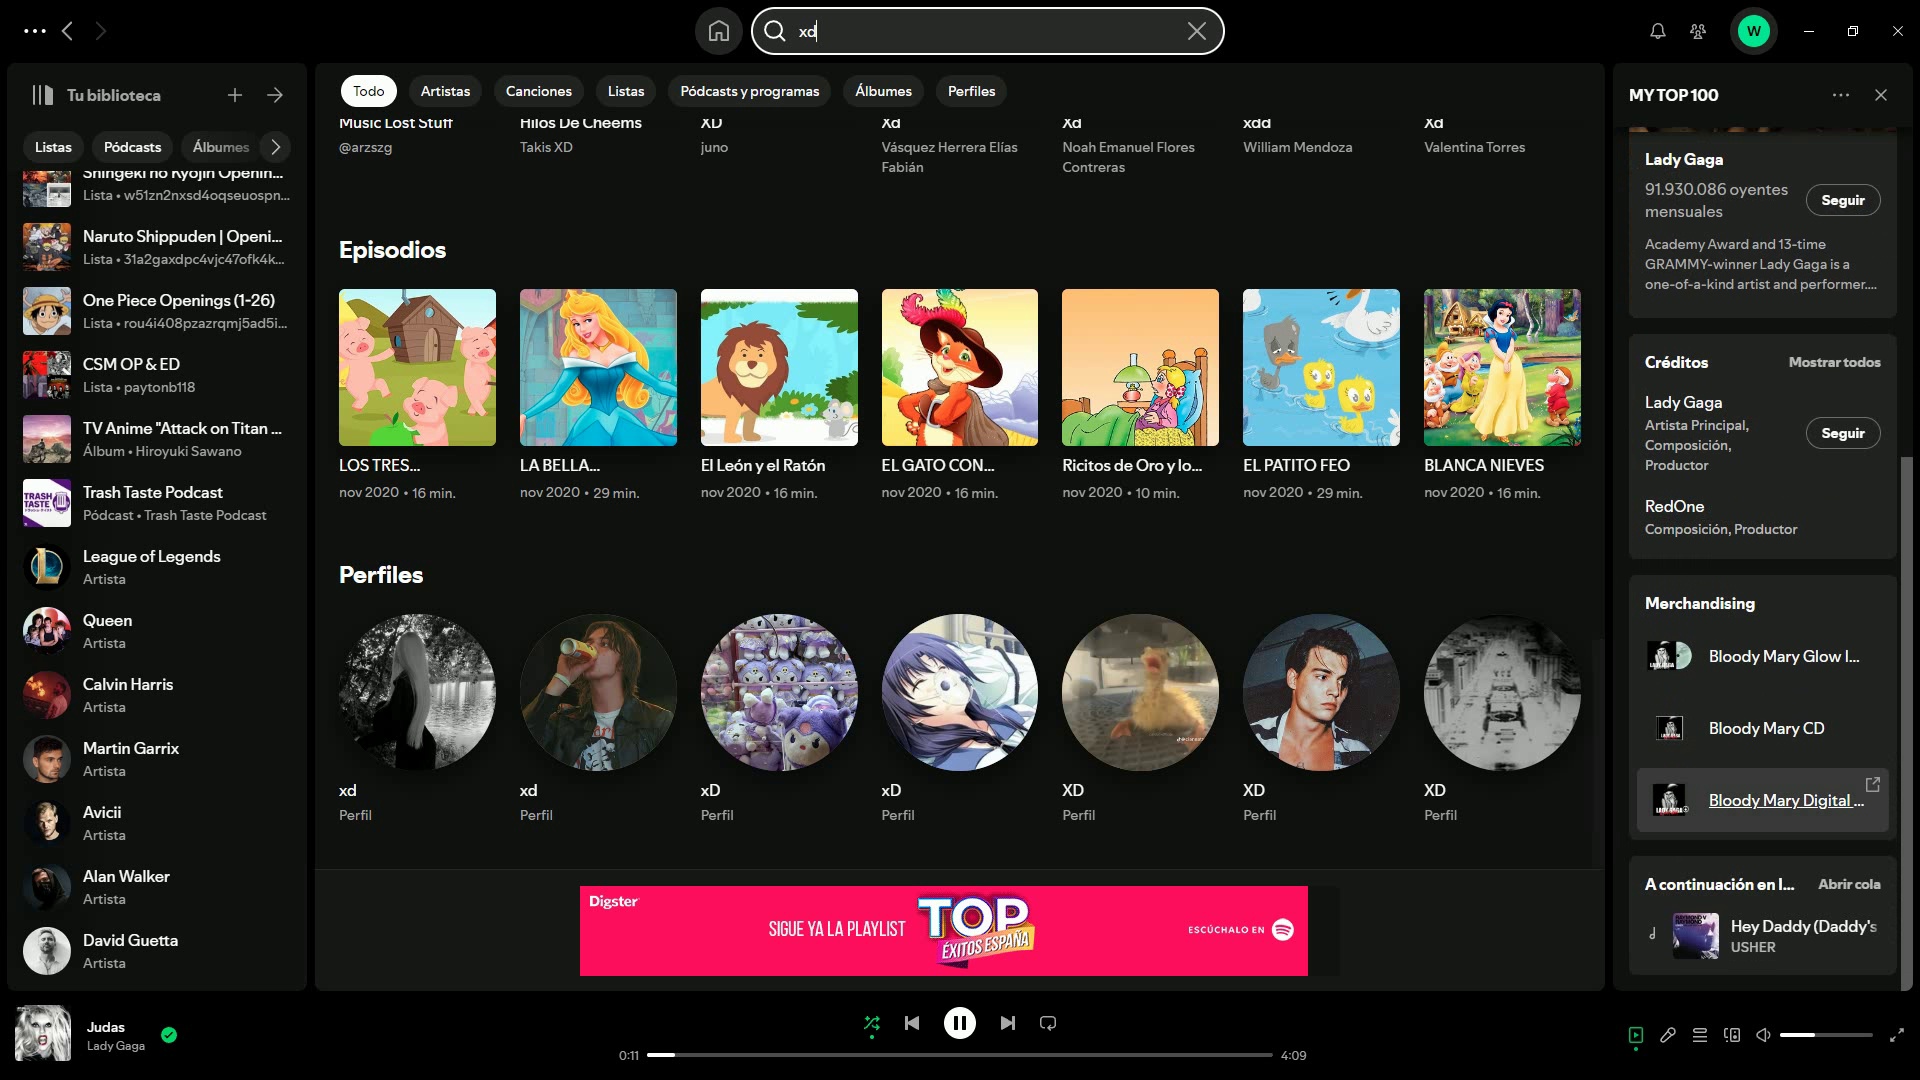 xd
W
Tu biblioteca
Listas
Pódcasts
Álbumes
Shingeki no Kyojin Openin...
Lista • w51zn2nxsd4oqseuospn...
Naruto Shippuden | Openi...
Lista • 31a2gaxdpc4vjc47ofk4k...
One Piece Openings (1-26)
Lista • rou4i408pzazrqmj5ad5i...
CSM OP & ED
Lista • paytonb118
TV Anime "Attack on Titan ...
Álbum • Hiroyuki Sawano
TRASH
TASTE
Trash Taste Podcast
Pódcast • Trash Taste Podcast
League of Legends
Artista
Queen
Artista
Calvin Harris
Artista
Martin Garrix
Artista
Avicii
Artista
Alan Walker
Artista
David Guetta
Artista
Todo
Artistas
Canciones
Listas
Pódcasts y programas
Álbumes
Perfiles
Music Lost Stuff
@arzszg
Hilos De Cheems
Takis XD
XD
juno
Xd
Vásquez Herrera Elías
Fabián
Xd
Noah Emanuel Flores
Contreras
xdd
William Mendoza
Xd
Valentina Torres
Episodios
LOS TRES...
nov 2020 • 16 min.
LA BELLA...
nov 2020 • 29 min.
El León y el Ratón
nov 2020 • 16 min.
EL GATO CON...
nov 2020 • 16 min.
Ricitos de Oro y lo...
nov 2020 • 10 min.
EL PATITO FEO
nov 2020 • 29 min.
BLANCA NIEVES
nov 2020 • 16 min.
Perfiles
xd
Perfil
xd
Perfil
xD
Perfil
xD
Perfil
XD
Perfil
XD
Perfil
XD
Perfil
Digster
SIGUE YA LA PLAYLIST
TOP
ÉXITOS ESPAÑA
ESCÚCHALO EN
MY TOP 100
Lady Gaga
91.930.086 oyentes
mensuales
Seguir
Academy Award and 13-time
GRAMMY-winner Lady Gaga is a
one-of-a-kind artist and performer....
Créditos
Mostrar todos
Lady Gaga
Artista Principal,
Composición,
Productor
Seguir
RedOne
Composición, Productor
Merchandising
Bloody Mary Glow I...
Bloody Mary CD
Bloody Mary Digital ...
A continuación en l...
Abrir cola
Hey Daddy (Daddy's
USHER
Judas
Lady Gaga
0:11
4:09